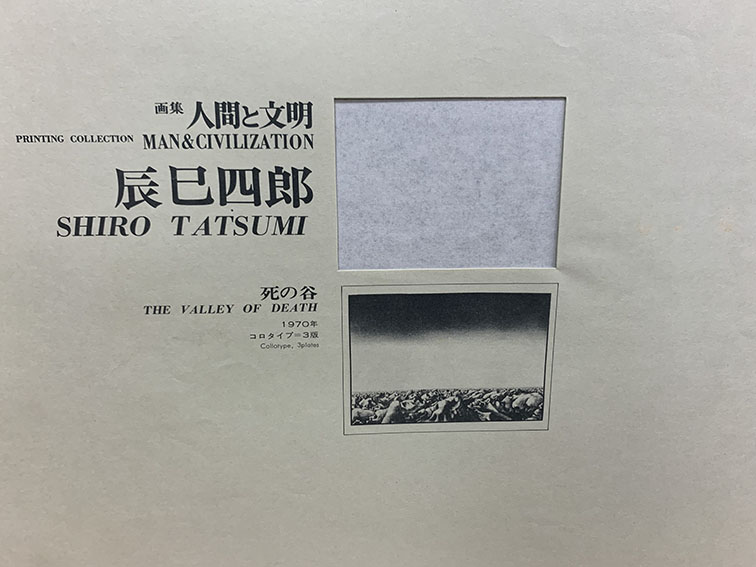 画集 人間と文明
PRINTING COLLECTION MAN&CIVILIZATION
辰巳四郎
SHIRO TATSUMI
死の谷
THE VALLEY OF DEATH
1970年
コロタイプ=3版
Collotype, 3plates